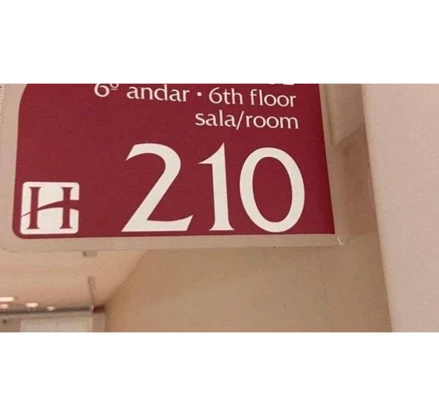 6º andar • 6th floor
sala/room
210
H